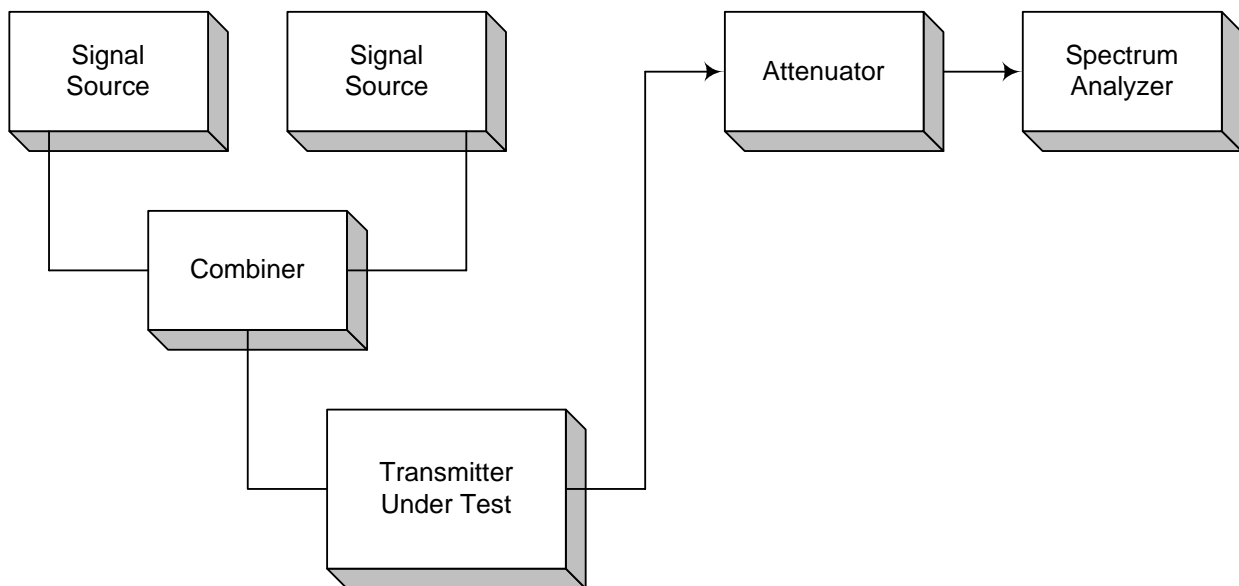 Signal
Source
Signal
Source
Attenuator
Spectrum
Analyzer
Combiner
Transmitter
Under Test